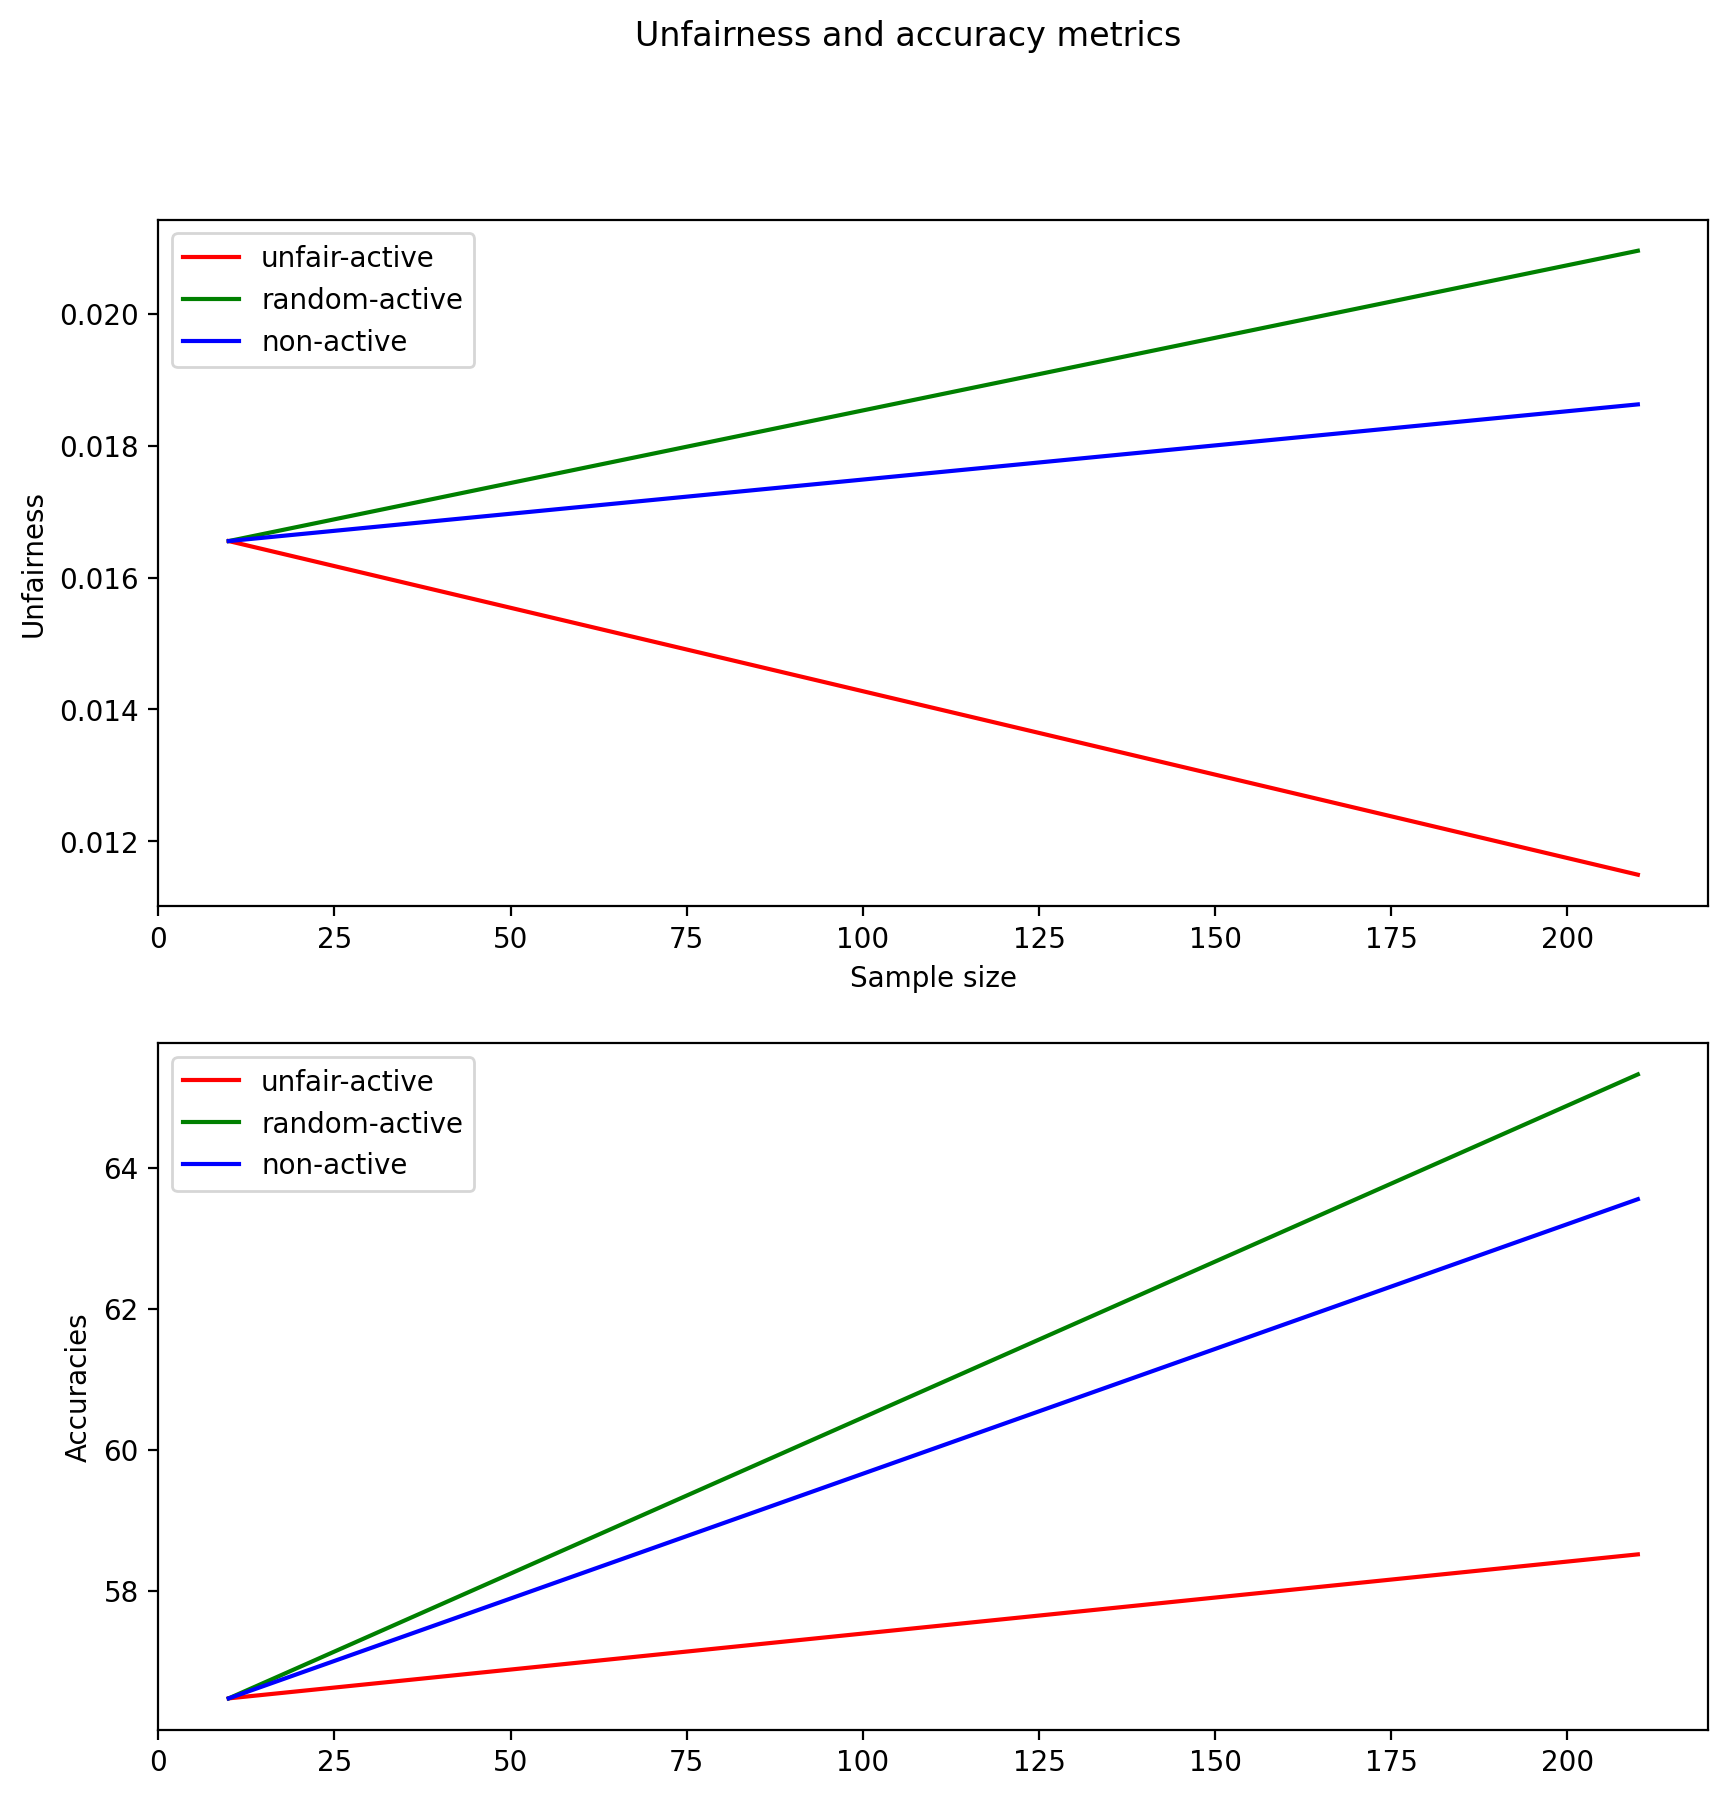 Unfairness and accuracy metrics
unfair-active
random-active
non-active
0.020
0.018
0.016
0.014
0.012
Unfairness
0 25 50 75 100 125 150 175 200
Sample size
unfair-active
random-active
non-active
64
62
60
58
Accuracies
0 25 50 75 100 125 150 175 200